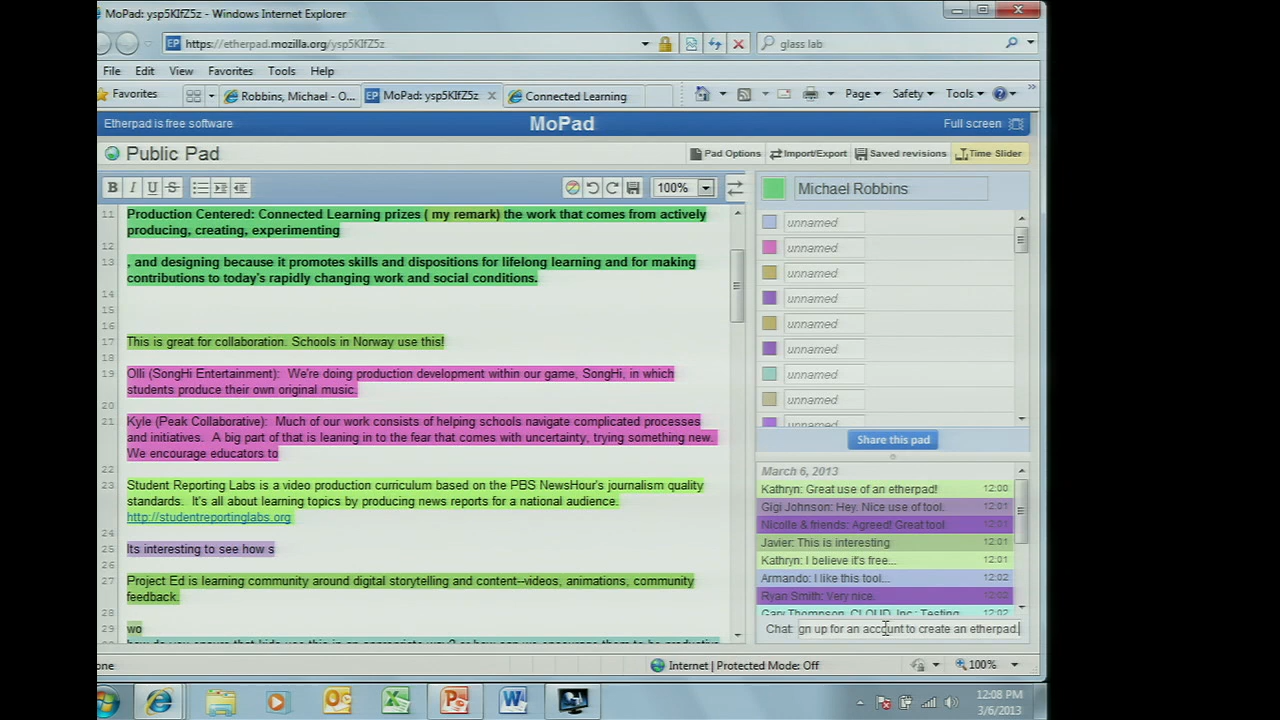 MoPad: ysp5KIfZ5z - Windows Internet Explorer
EP https://etherpad.mozilla.org/ysp5KIfZ5z
glass lab
File Edit View Favorites Tools Help
Favorites
Robbins, Michael - O...
EP MoPad: ysp5KIfZ5z
Connected Learning
Page Safety Tools
Etherpad is free software
MoPad
Full screen
Public Pad
Pad Options Import/Export Saved revisions Time Slider
B I U S
100%
Michael Robbins
11 Production Centered: Connected Learning prizes ( my remark) the work that comes from actively
producing, creating, experimenting
12
13 , and designing because it promotes skills and dispositions for lifelong learning and for making
contributions to today's rapidly changing work and social conditions.
14
15
16
17 This is great for collaboration. Schools in Norway use this!
18
19 Olli (SongHi Entertainment): We're doing production development within our game, SongHi, in which
students produce their own original music.
20
21 Kyle (Peak Collaborative): Much of our work consists of helping schools navigate complicated processes
and initiatives. A big part of that is leaning in to the fear that comes with uncertainty, trying something new.
We encourage educators to
22
23 Student Reporting Labs is a video production curriculum based on the PBS NewsHour's journalism quality
standards. It's all about learning topics by producing news reports for a national audience.
http://studentreportinglabs.org
24
25 Its interesting to see how s
26
27 Project Ed is learning community around digital storytelling and content--videos, animations, community
feedback.
28
29 wo
unnamed
unnamed
unnamed
unnamed
unnamed
unnamed
unnamed
unnamed
unnamed
Share this pad
March 6, 2013
Kathryn: Great use of an etherpad! 12:00
Gigi Johnson: Hey. Nice use of tool. 12:01
Nicolle & friends: Agreed! Great tool 12:01
Javier: This is interesting 12:01
Kathryn: I believe it's free... 12:01
Armando: I like this tool... 12:02
Ryan Smith: Very nice. 12:02
Gary Thompson, CLOUD, Inc.: Testing 12:02
Chat: gn up for an account to create an etherpad.
one
Internet | Protected Mode: Off
100%
12:08 PM
3/6/2013